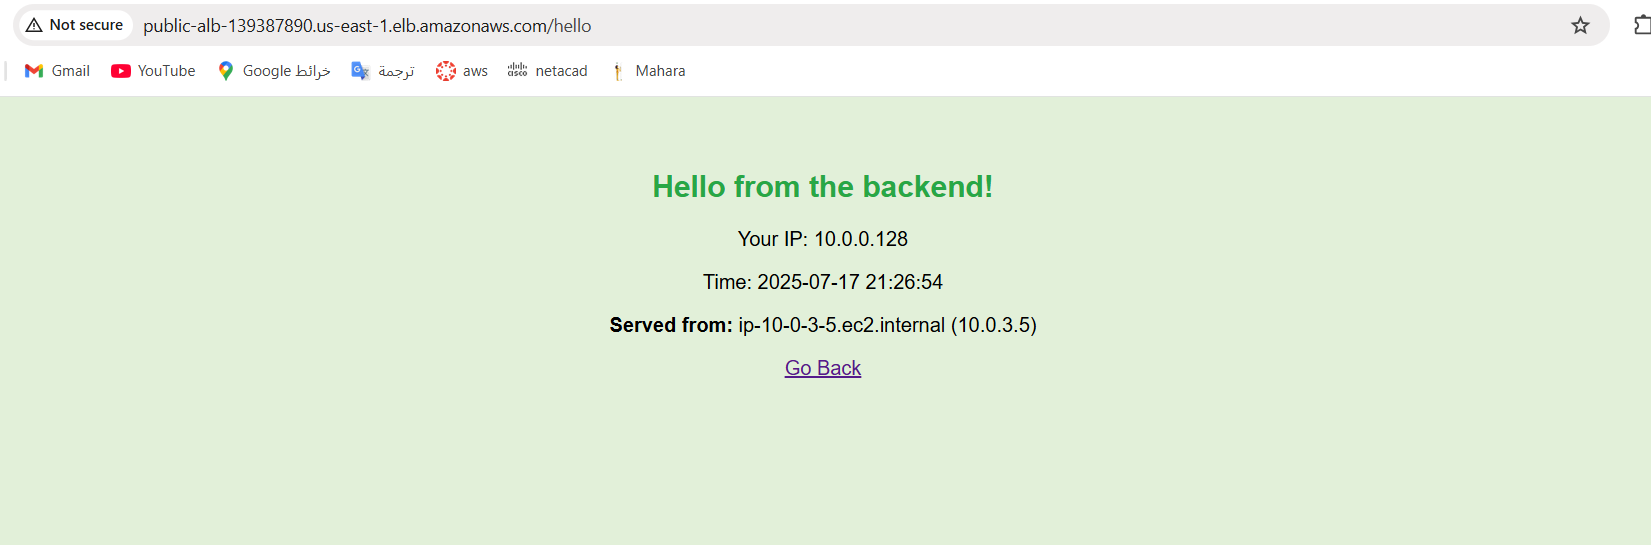 Not secure public-alb-139387890.us-east-1.elb.amazonaws.com/hello
Gmail YouTube Google خرائط ترجمة aws cisco netacad Mahara
Hello from the backend!
Your IP: 10.0.0.128
Time: 2025-07-17 21:26:54
Served from: ip-10-0-3-5.ec2.internal (10.0.3.5)
Go Back